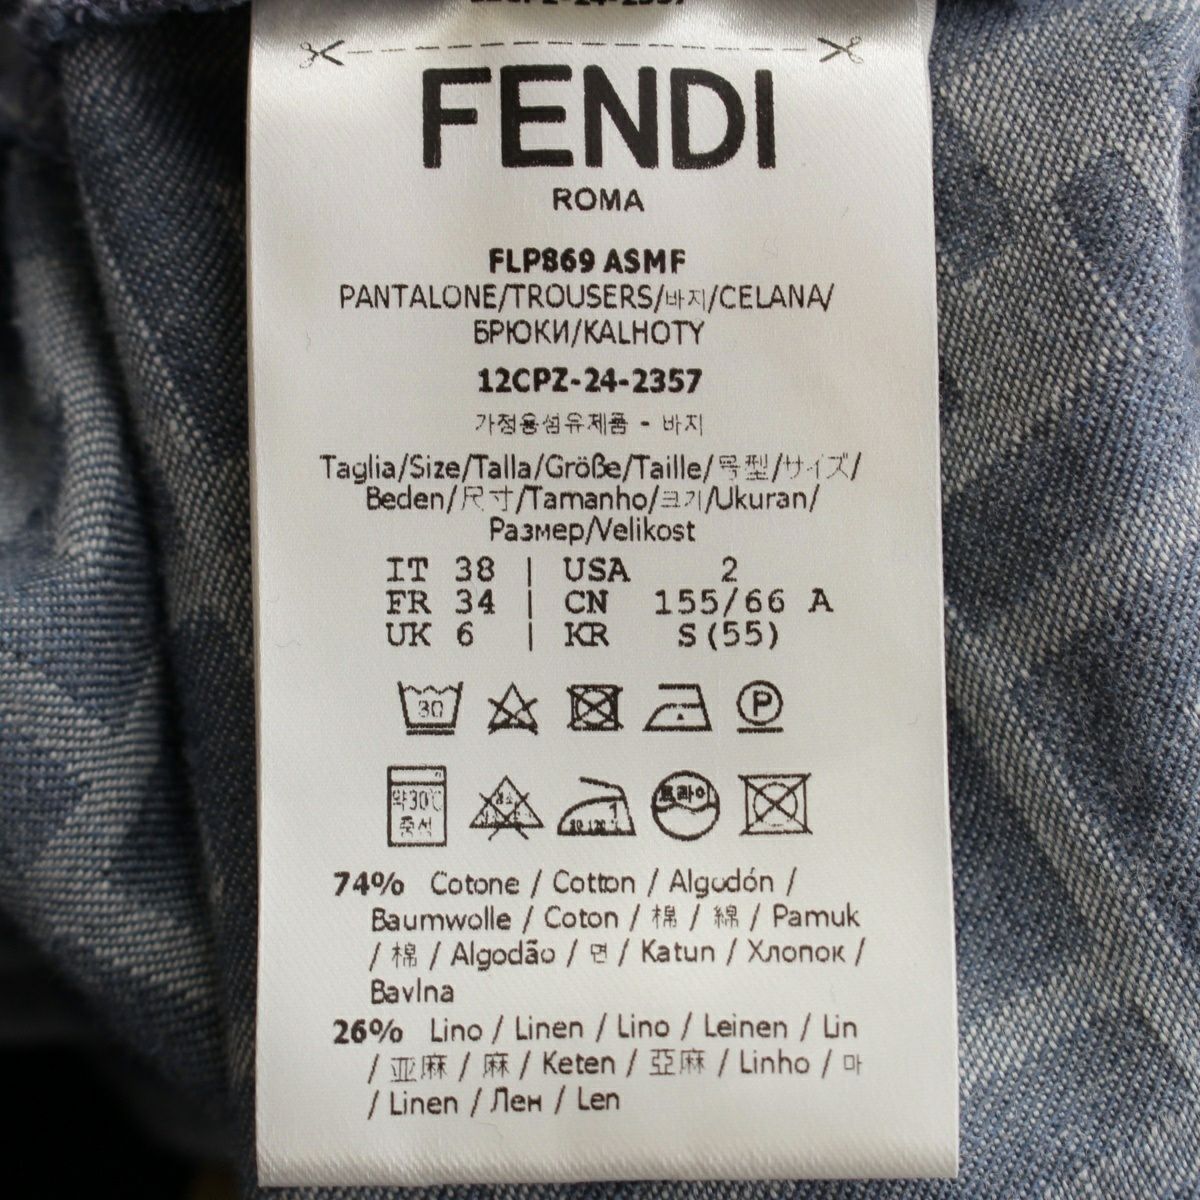 FENDI
ROMA
FLP869 ASMF
PANTALONE/TROUSERS/바지/CELANA/
БРЮКИ/KALHOTY
12CPZ-24-2357
가정용섬유제품 - 바지
Taglia/Size/Talla/Größe/Taille/号型/サイズ/
Beden/尺寸/Tamanho/크기/Ukuran/
Размер/Velikost
IT 38 | USA 2
FR 34 | CN 155/66 A
UK 6 | KR S(55)
30 P
약30℃
중성
74% Cotone / Cotton / Algodón /
Baumwolle / Coton / 棉 / 綿 / Pamuk
/ 棉 / Algodão / 면 / Katun / Хлопок /
Bavlna
26% Lino / Linen / Lino / Leinen / Lin
/ 亚麻 / 麻 / Keten / 亞麻 / Linho / 마
/ Linen / Лен / Len